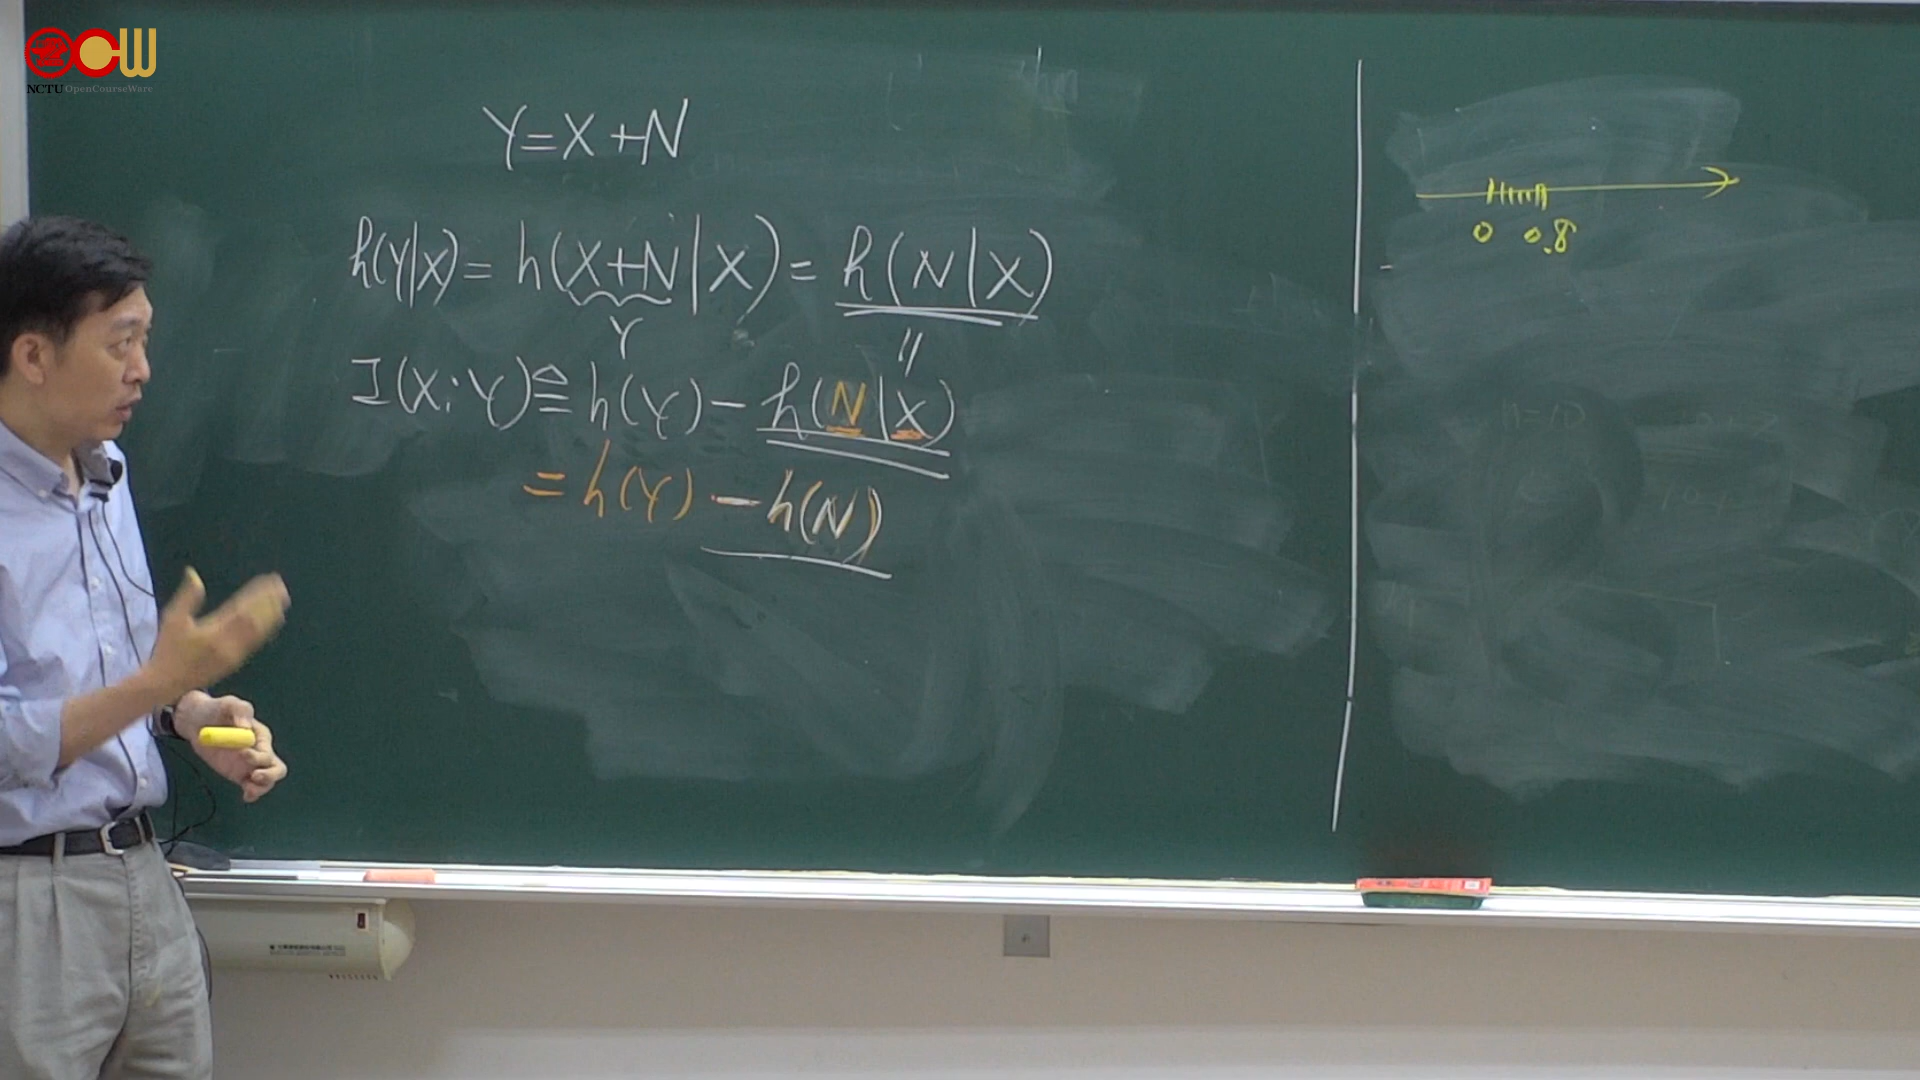 OCW
NCTU OpenCourseWare
Y=X+N
h(Y|X) = h(X+N|X) = h(N|X)
Y
॥
I(X;Y) ≜ h(Y) - h(N|X)
= h(Y) - h(N)
0 0.8